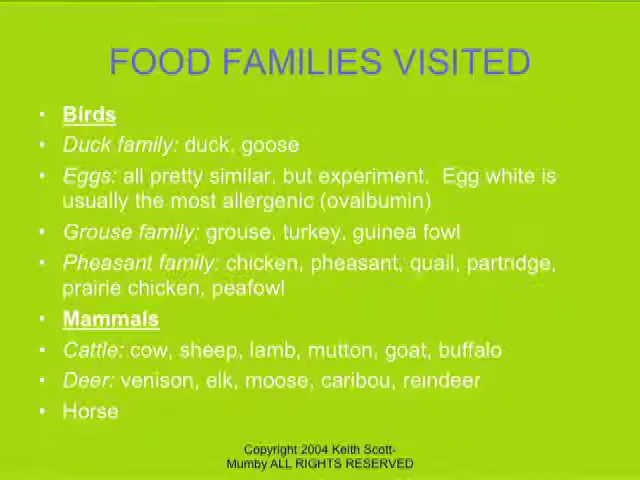 FOOD FAMILIES VISITED
• Birds
• Duck family: duck, goose
• Eggs: all pretty similar, but experiment. Egg white is
usually the most allergenic (ovalbumin)
• Grouse family: grouse, turkey, guinea fowl
• Pheasant family: chicken, pheasant, quail, partridge,
prairie chicken, peafowl
• Mammals
• Cattle: cow, sheep, lamb, mutton, goat, buffalo
• Deer: venison, elk, moose, caribou, reindeer
• Horse
Copyright 2004 Keith Scott-
Mumby ALL RIGHTS RESERVED